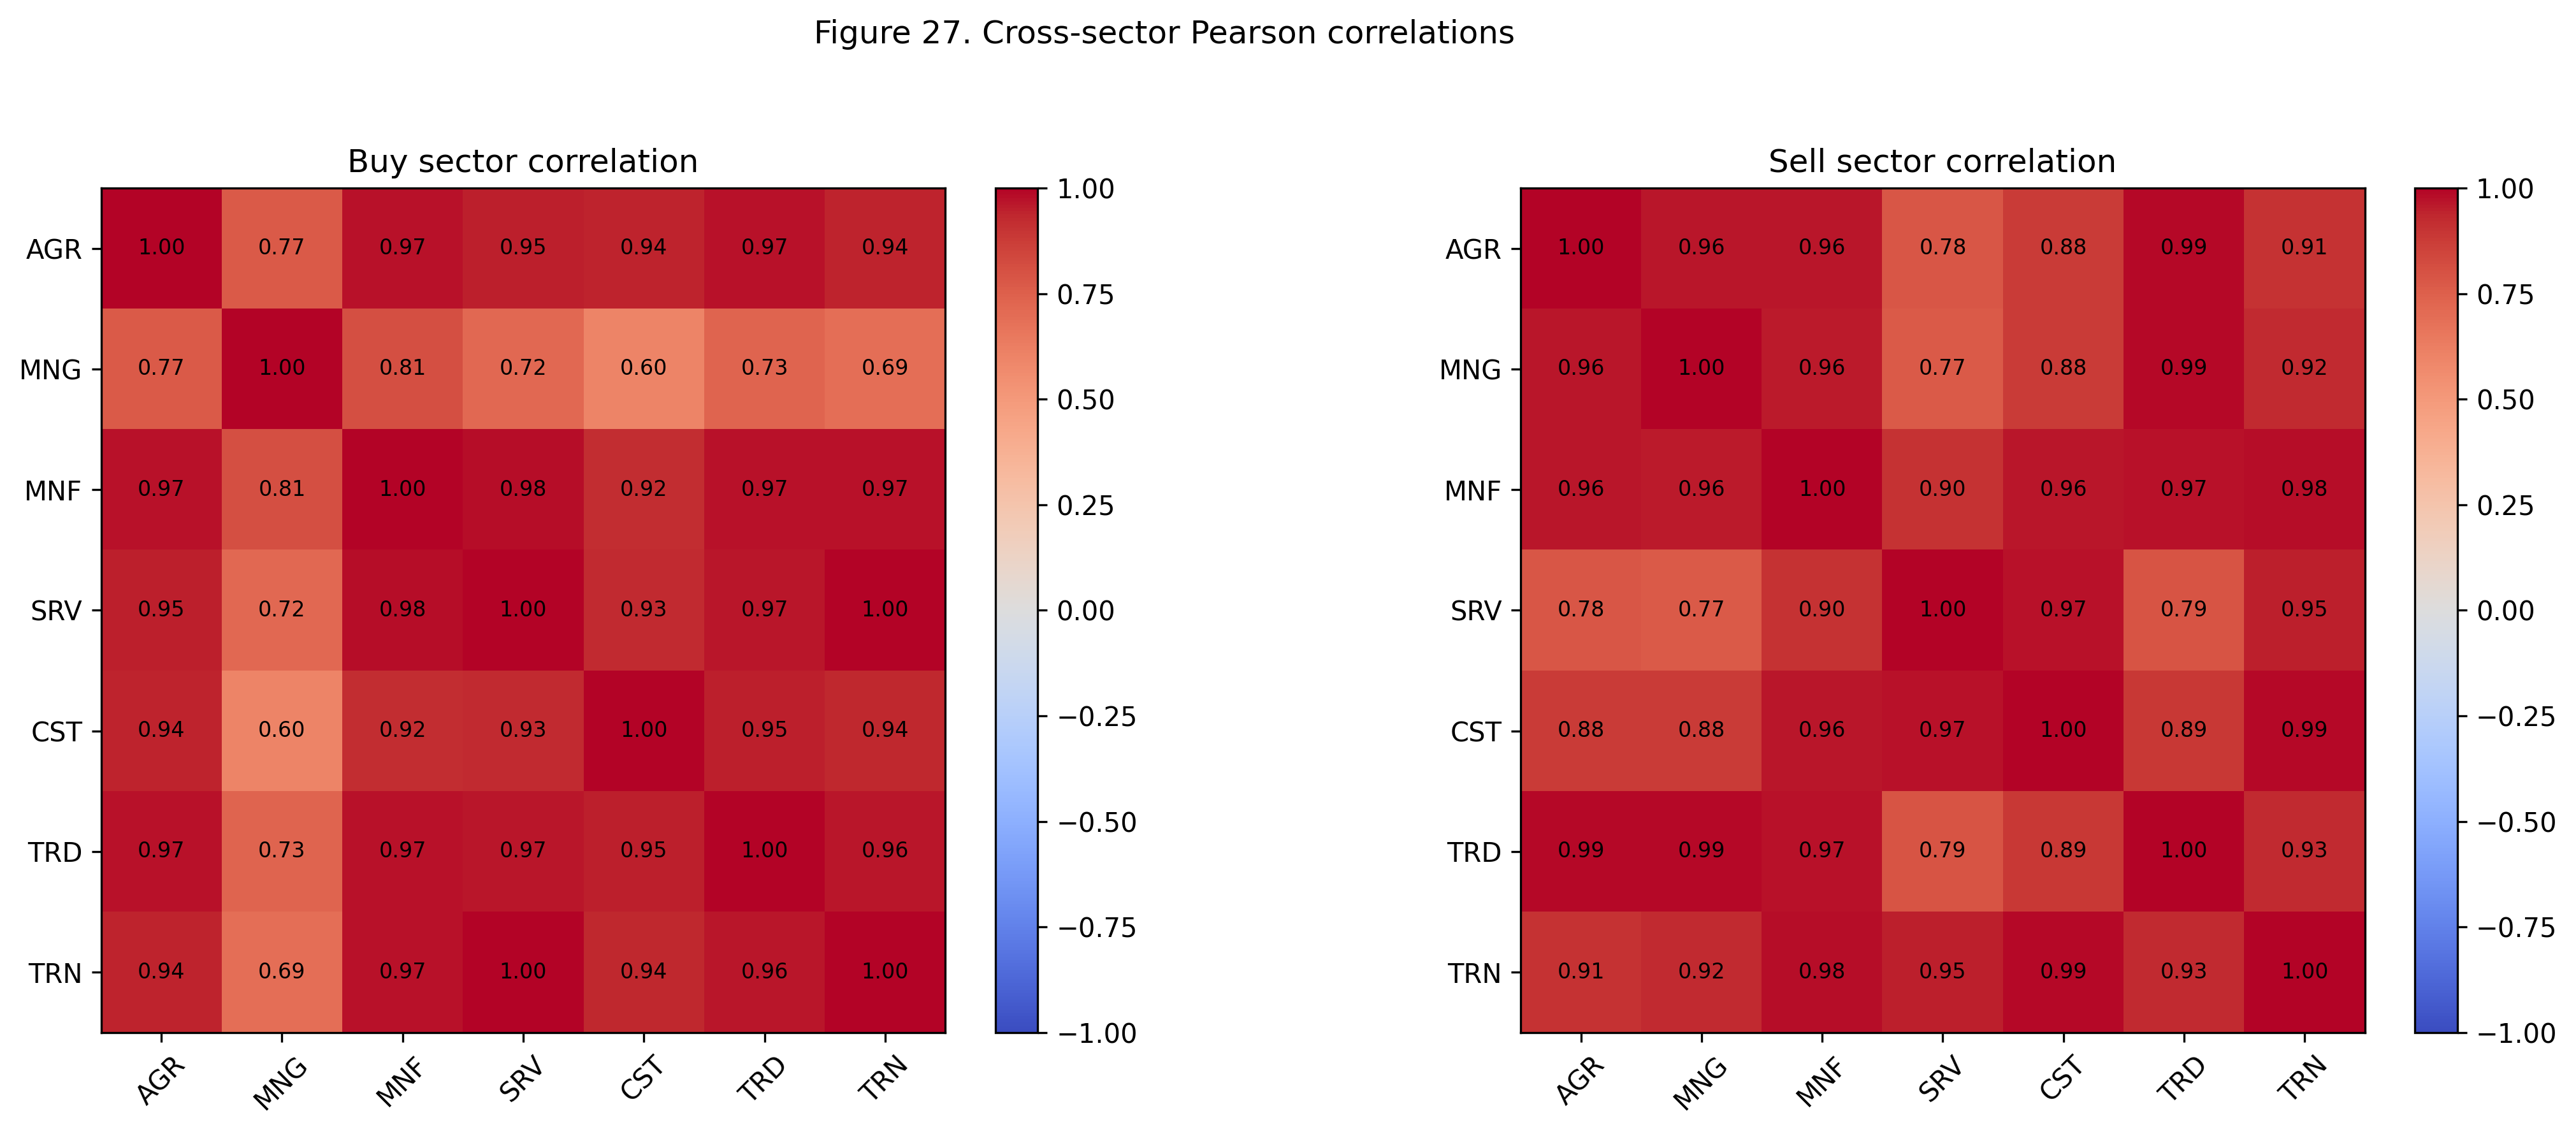 Figure 27. Cross-sector Pearson correlations
Buy sector correlation
AGR 1.00 0.77 0.97 0.95 0.94 0.97 0.94
MNG 0.77 1.00 0.81 0.72 0.60 0.73 0.69
MNF 0.97 0.81 1.00 0.98 0.92 0.97 0.97
SRV 0.95 0.72 0.98 1.00 0.93 0.97 1.00
CST 0.94 0.60 0.92 0.93 1.00 0.95 0.94
TRD 0.97 0.73 0.97 0.97 0.95 1.00 0.96
TRN 0.94 0.69 0.97 1.00 0.94 0.96 1.00
AGR MNG MNF SRV CST TRD TRN
1.00
0.75
0.50
0.25
0.00
−0.25
−0.50
−0.75
−1.00
Sell sector correlation
AGR 1.00 0.96 0.96 0.78 0.88 0.99 0.91
MNG 0.96 1.00 0.96 0.77 0.88 0.99 0.92
MNF 0.96 0.96 1.00 0.90 0.96 0.97 0.98
SRV 0.78 0.77 0.90 1.00 0.97 0.79 0.95
CST 0.88 0.88 0.96 0.97 1.00 0.89 0.99
TRD 0.99 0.99 0.97 0.79 0.89 1.00 0.93
TRN 0.91 0.92 0.98 0.95 0.99 0.93 1.00
AGR MNG MNF SRV CST TRD TRN
1.00
0.75
0.50
0.25
0.00
−0.25
−0.50
−0.75
−1.00